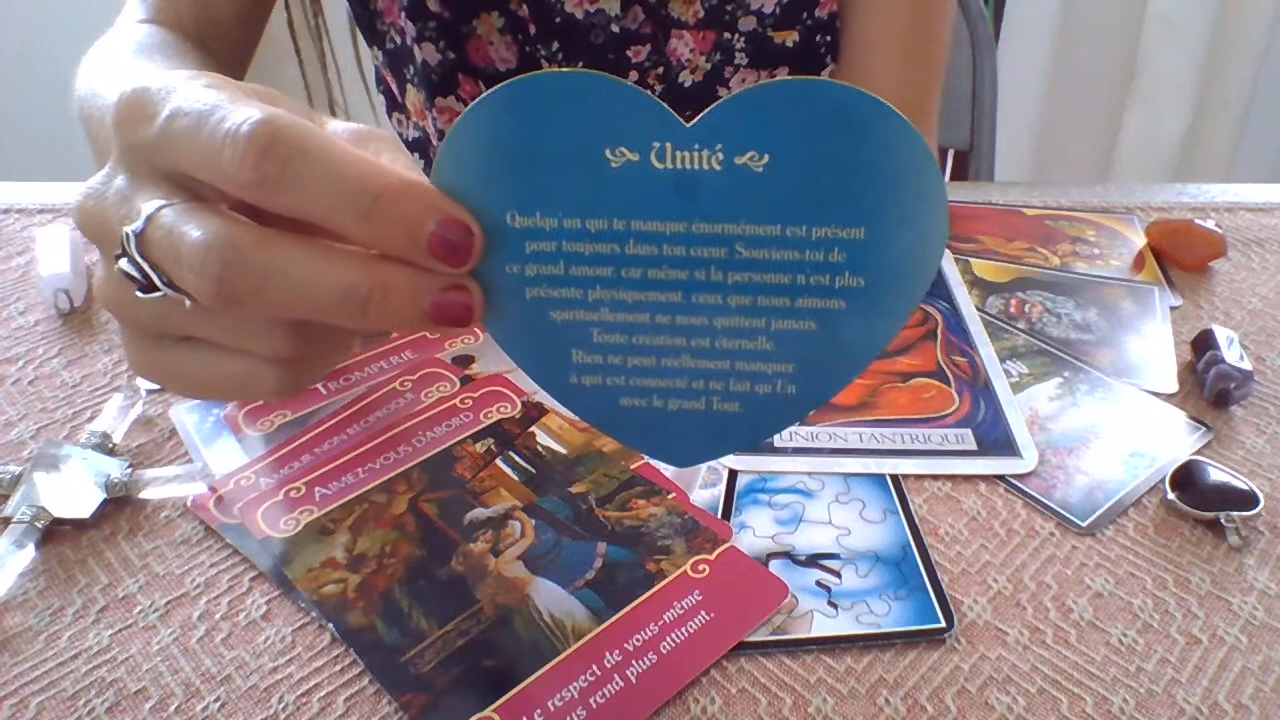 Unité
Quelqu'un qui te manque énormément est présent
pour toujours dans ton cœur. Souviens-toi de
ce grand amour, car même si la personne n'est plus
présente physiquement, ceux que nous aimons
spirituellement ne nous quittent jamais.
Toute création est éternelle.
Rien ne peut réellement manquer
à qui est connecté et ne fait qu'Un
avec le grand Tout.
TROMPERIE
AMOUR NON RÉCIPROQUE
AIMEZ-VOUS D'ABORD
Le respect de vous-même
rend plus attirant.
UNION TANTRIQUE